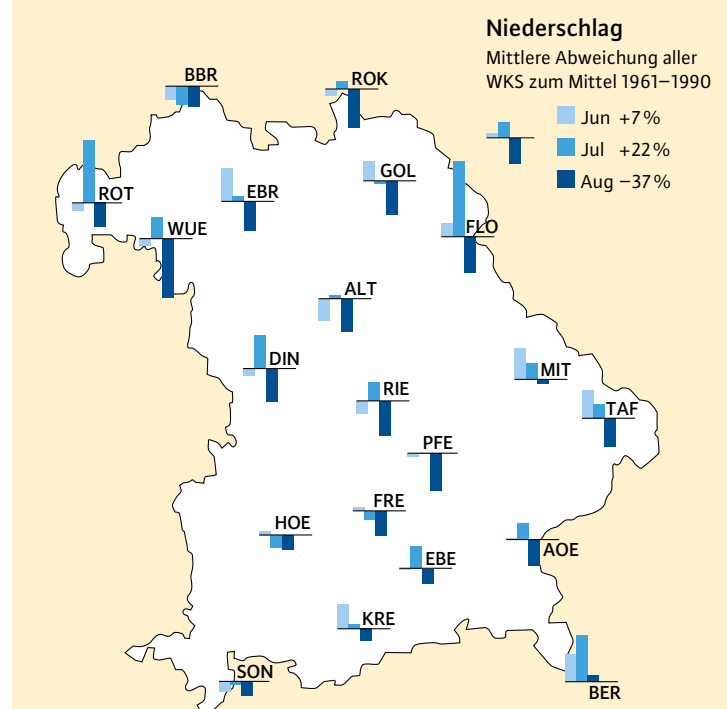 Niederschlag
Mittlere Abweichung aller
WKS zum Mittel 1961–1990
Jun +7 %
Jul +22 %
Aug –37 %
BBR
ROK
GOL
EBR
ROT
WUE
FLO
ALT
DIN
MIT
RIE
TAF
PFE
FRE
HOE
AOE
EBE
KRE
SON
BER